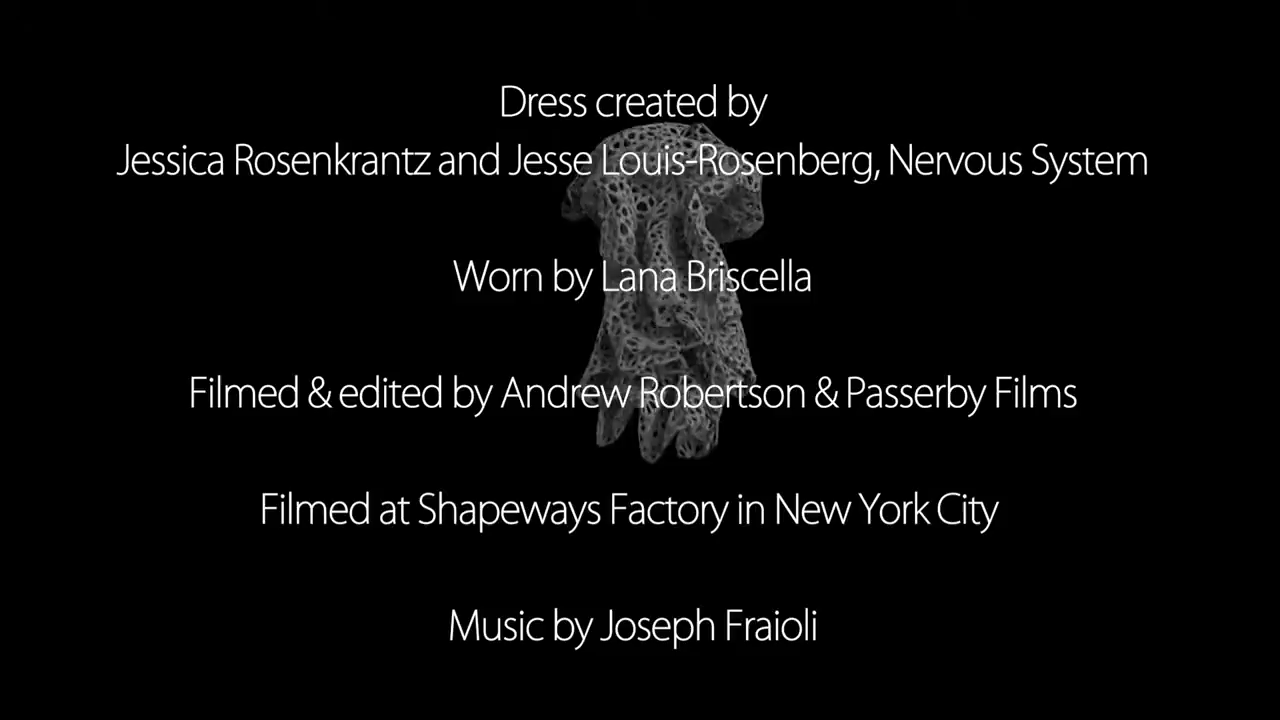 Dress created by
Jessica Rosenkrantz and Jesse Louis-Rosenberg, Nervous System
Worn by Lana Briscella
Filmed & edited by Andrew Robertson & Passerby Films
Filmed at Shapeways Factory in New York City
Music by Joseph Fraioli